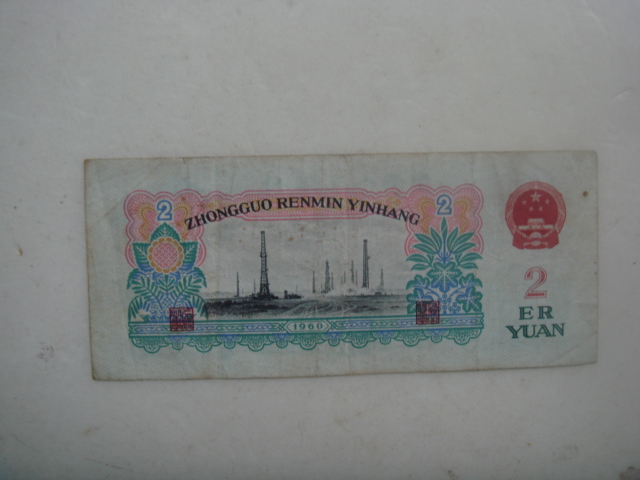 ZHONGGUO RENMIN YINHANG
2
2
1960
2
ER
YUAN